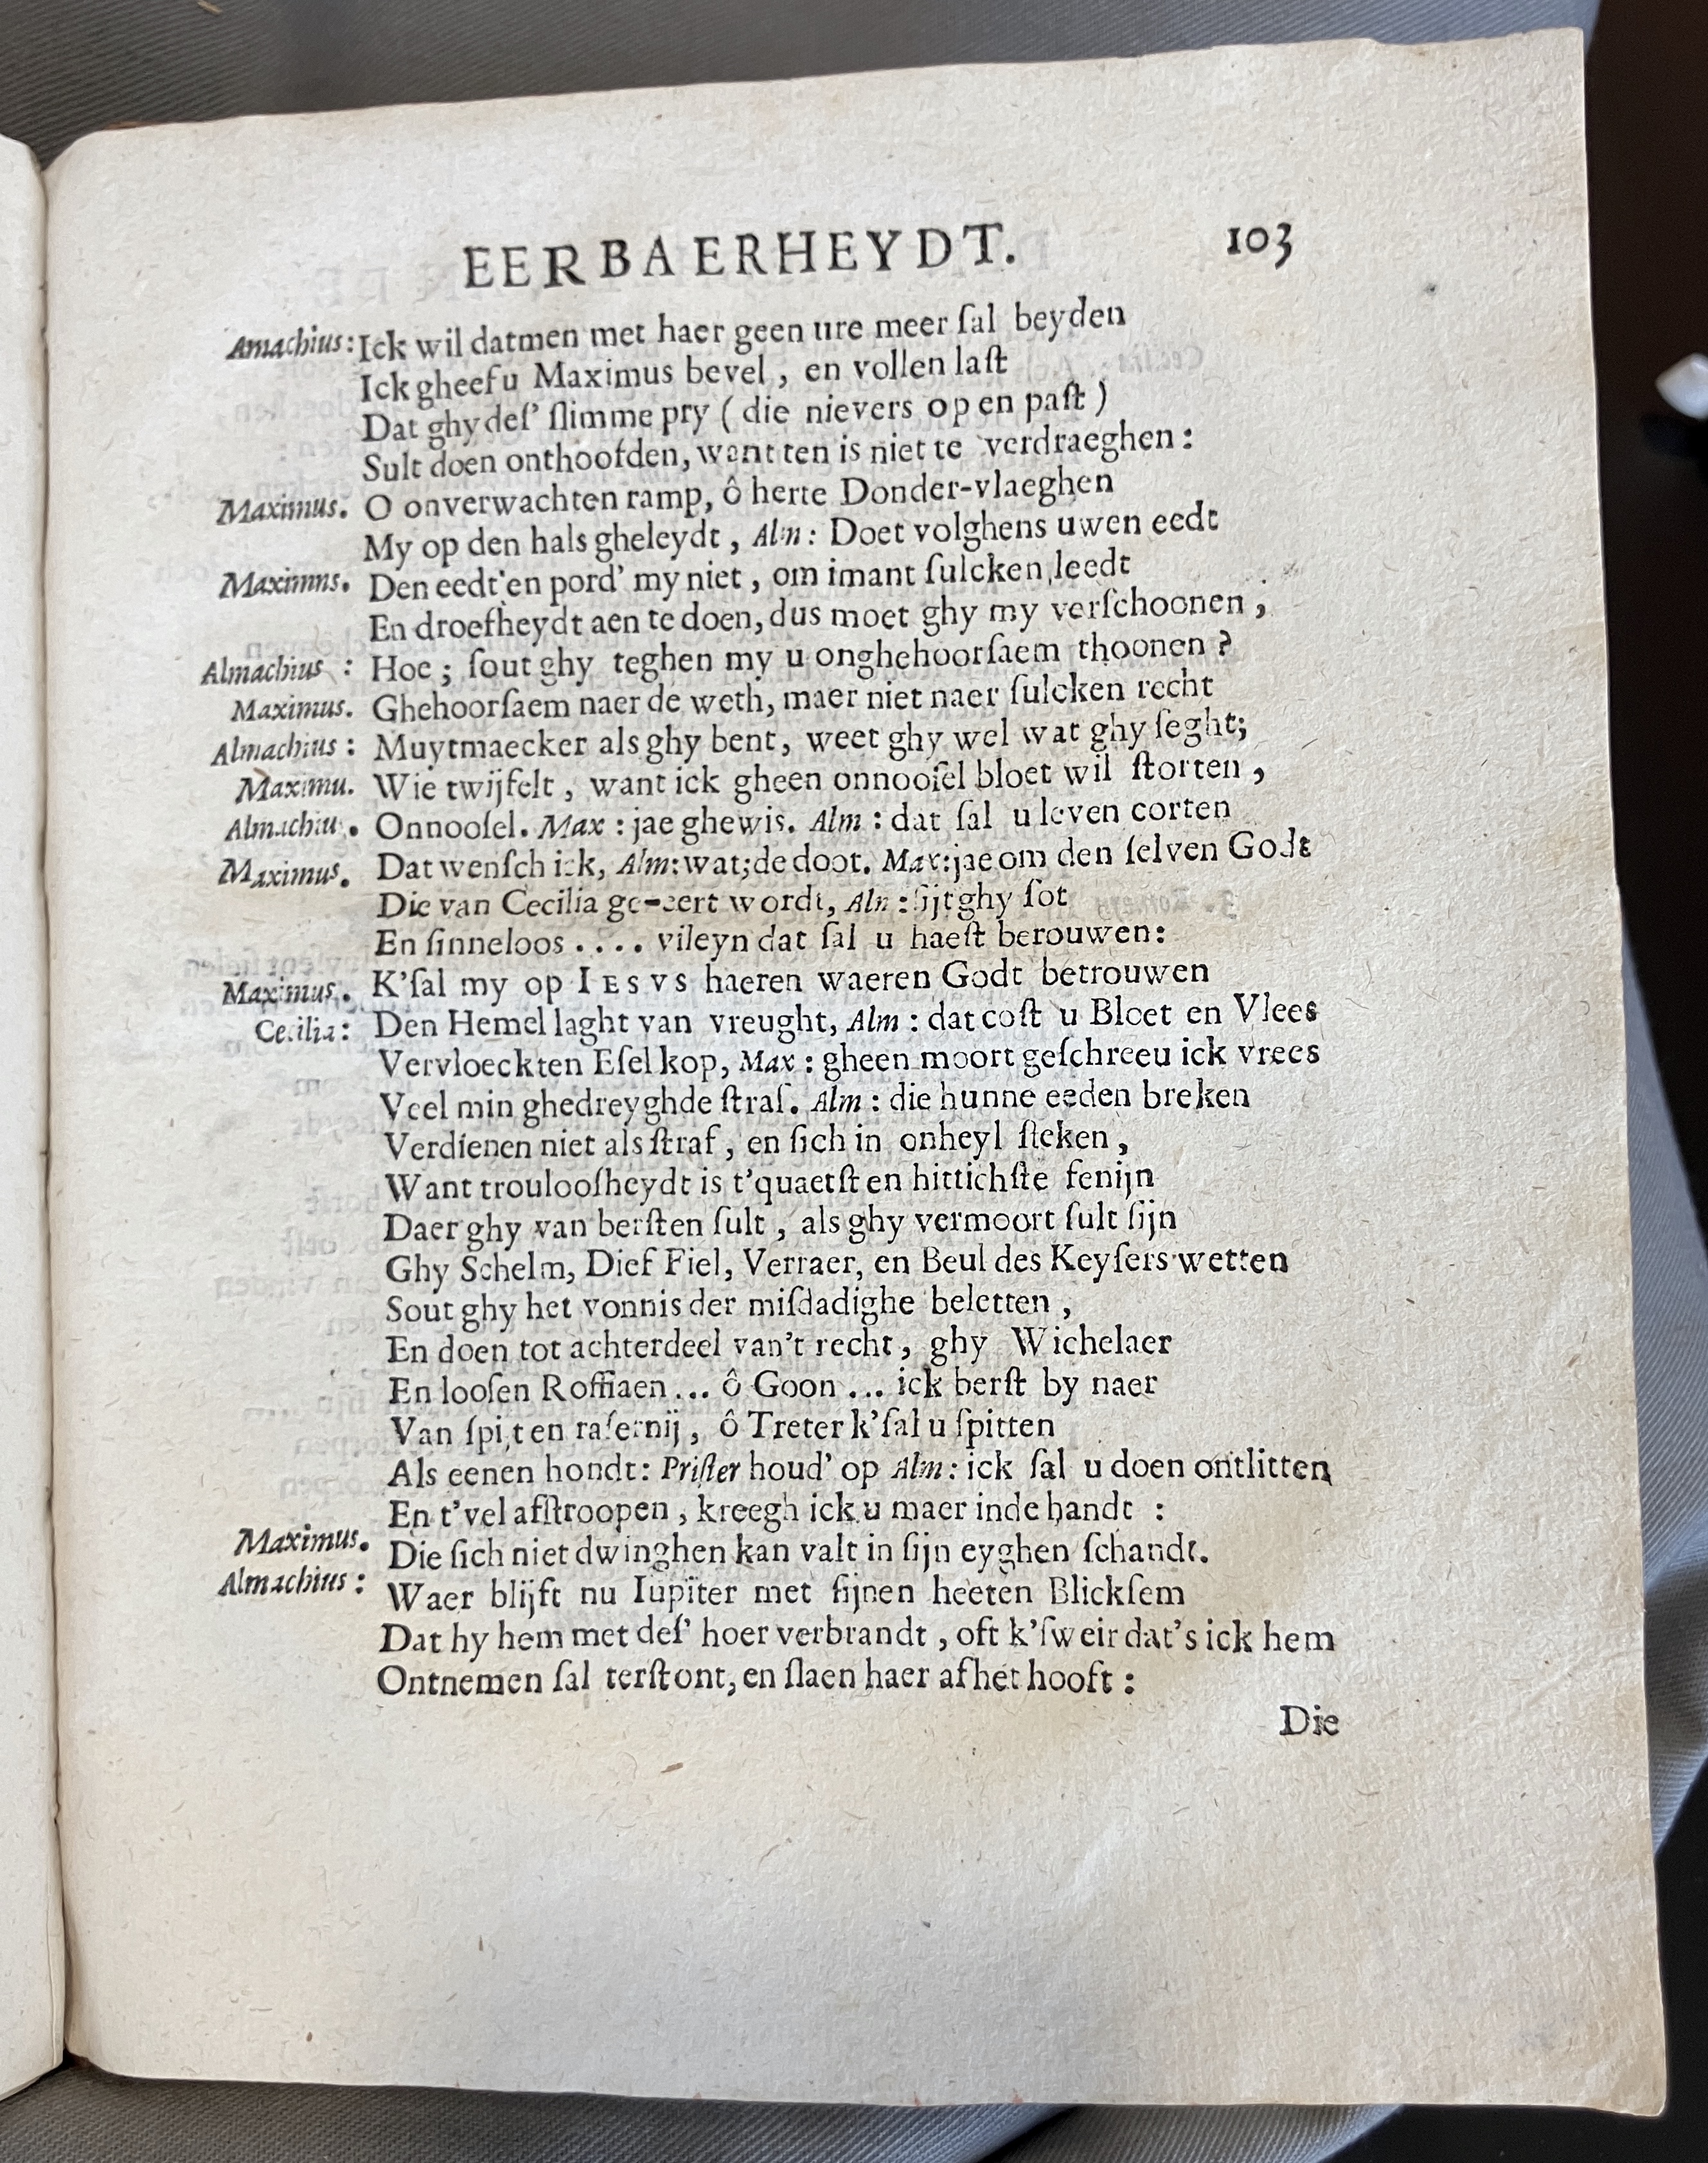 EERBAERHEYDT. 103
Amachius: Ick wil datmen met haer geen ure meer ſal beyden
Ick gheef u Maximus bevel, en vollen laſt
Dat ghy deſ' ſlimme pry ( die nievers op en paſt )
Sult doen onthoofden, want ten is niet te verdraeghen:
Maximus. O onverwachten ramp, ô herte Donder-vlaeghen
My op den hals gheleydt, Alm: Doet volghens uwen eedt
Maximns. Den eedt'en pord' my niet, om imant ſulcken leedt
En droefheydt aen te doen, dus moet ghy my verſchoonen,
Almachius : Hoe; ſout ghy teghen my u onghehoorſaem thoonen?
Maximus. Ghehoorſaem naer de weth, maer niet naer ſulcken recht
Almachius: Muytmaecker als ghy bent, weet ghy wel wat ghy ſeght;
Maximu. Wie twijfelt, want ick gheen onnooſel bloet wil ſtorten,
Almachiu. Onnooſel. Max: jae ghewis. Alm: dat ſal u leven corten
Maximus. Dat wenſch ick, Alm: wat; de doot. Max: jae om den ſelven Godt
Die van Cecilia ge-eert wordt, Alm: ſijt ghy ſot
En ſinneloos .... vileyn dat ſal u haeſt berouwen:
Maximus. K'ſal my op IESVS haeren waeren Godt betrouwen
Cecilia: Den Hemel laght van vreught, Alm: dat coſt u Bloet en Vlees
Vervloeckten Eſel kop, Max: gheen moort geſchreeu ick vrees
Veel min ghedreyghde ſtraf. Alm: die hunne eeden breken
Verdienen niet als ſtraf, en ſich in onheyl ſteken,
Want troulooſheydt is t'quaetſt en hittichſte fenijn
Daer ghy van berſten ſult, als ghy vermoort ſult ſijn
Ghy Schelm, Dief Fiel, Verraer, en Beul des Keyſers wetten
Sout ghy het vonnis der miſdadighe beletten,
En doen tot achterdeel van't recht, ghy Wichelaer
En looſen Roffiaen ... ô Goon ... ick berſt by naer
Van ſpijt en raſernij, ô Treter k'ſal u ſpitten
Als eenen hondt: Priſter houd' op Alm: ick ſal u doen ontlitten
En t'vel afſtroopen, kreegh ick u maer inde handt :
Maximus. Die ſich niet dwinghen kan valt in ſijn eyghen ſchandt.
Almachius: Waer blijft nu Iupiter met ſijnen heeten Blickſem
Dat hy hem met deſ' hoer verbrandt, oft k'ſweir dat's ick hem
Ontnemen ſal terſtont, en ſlaen haer af het hooft :
Die